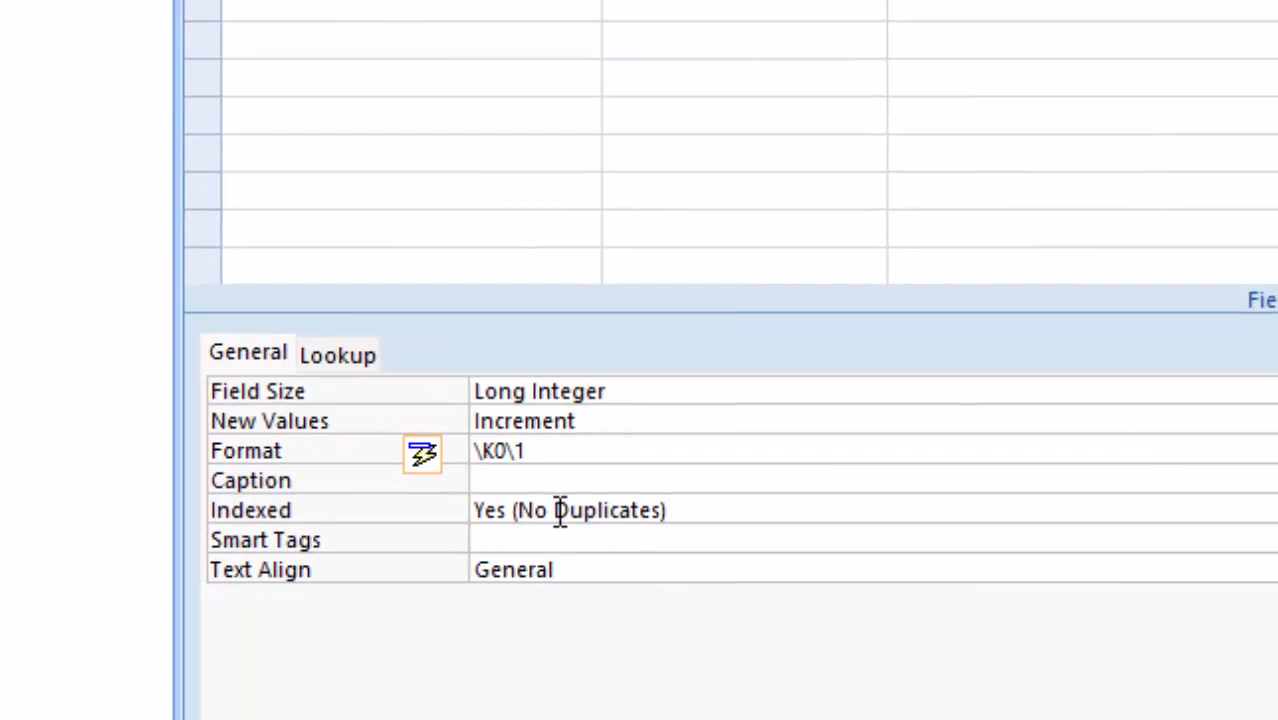 Fie
General Lookup
Field Size Long Integer
New Values Increment
Format \K0\1
Caption
Indexed Yes (No Duplicates)
Smart Tags
Text Align General